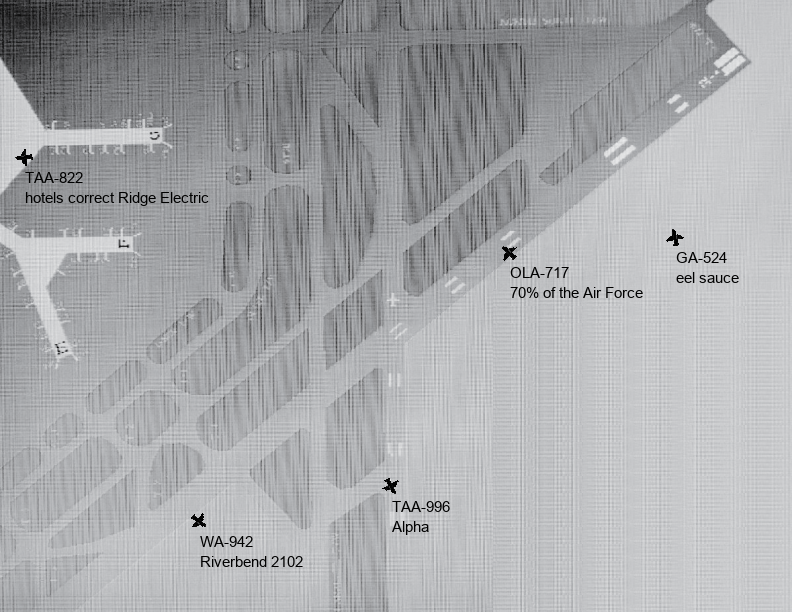 G
TAA-822
hotels correct Ridge Electric
F
GA-524
eel sauce
OLA-717
70% of the Air Force
TAA-996
Alpha
WA-942
Riverbend 2102